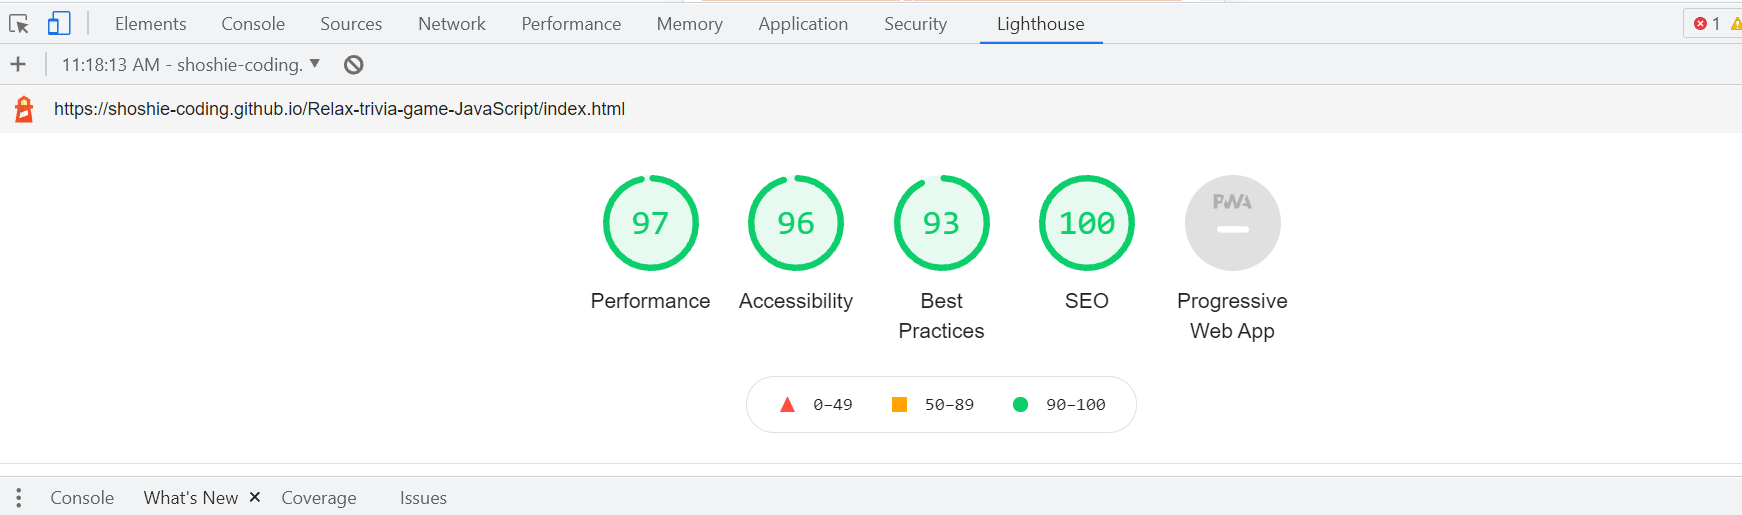 Elements Console Sources Network Performance Memory Application Security Lighthouse 1
11:18:13 AM - shoshie-coding.
https://shoshie-coding.github.io/Relax-trivia-game-JavaScript/index.html
97 96 93 100 PWA
Performance Accessibility Best Practices SEO Progressive Web App
0–49 50–89 90–100
Console What's New × Coverage Issues